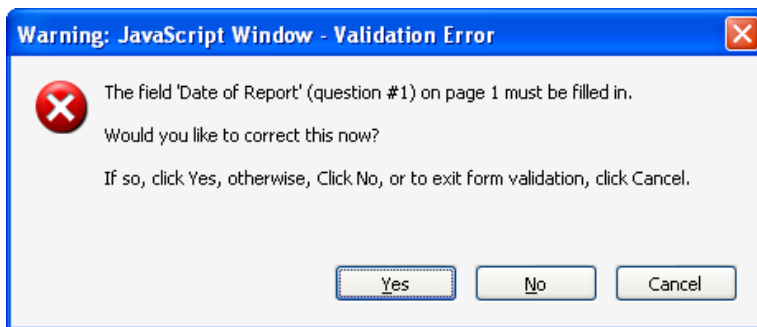 Warning: JavaScript Window - Validation Error
The field 'Date of Report' (question #1) on page 1 must be filled in.
Would you like to correct this now?
If so, click Yes, otherwise, Click No, or to exit form validation, click Cancel.
Yes No Cancel